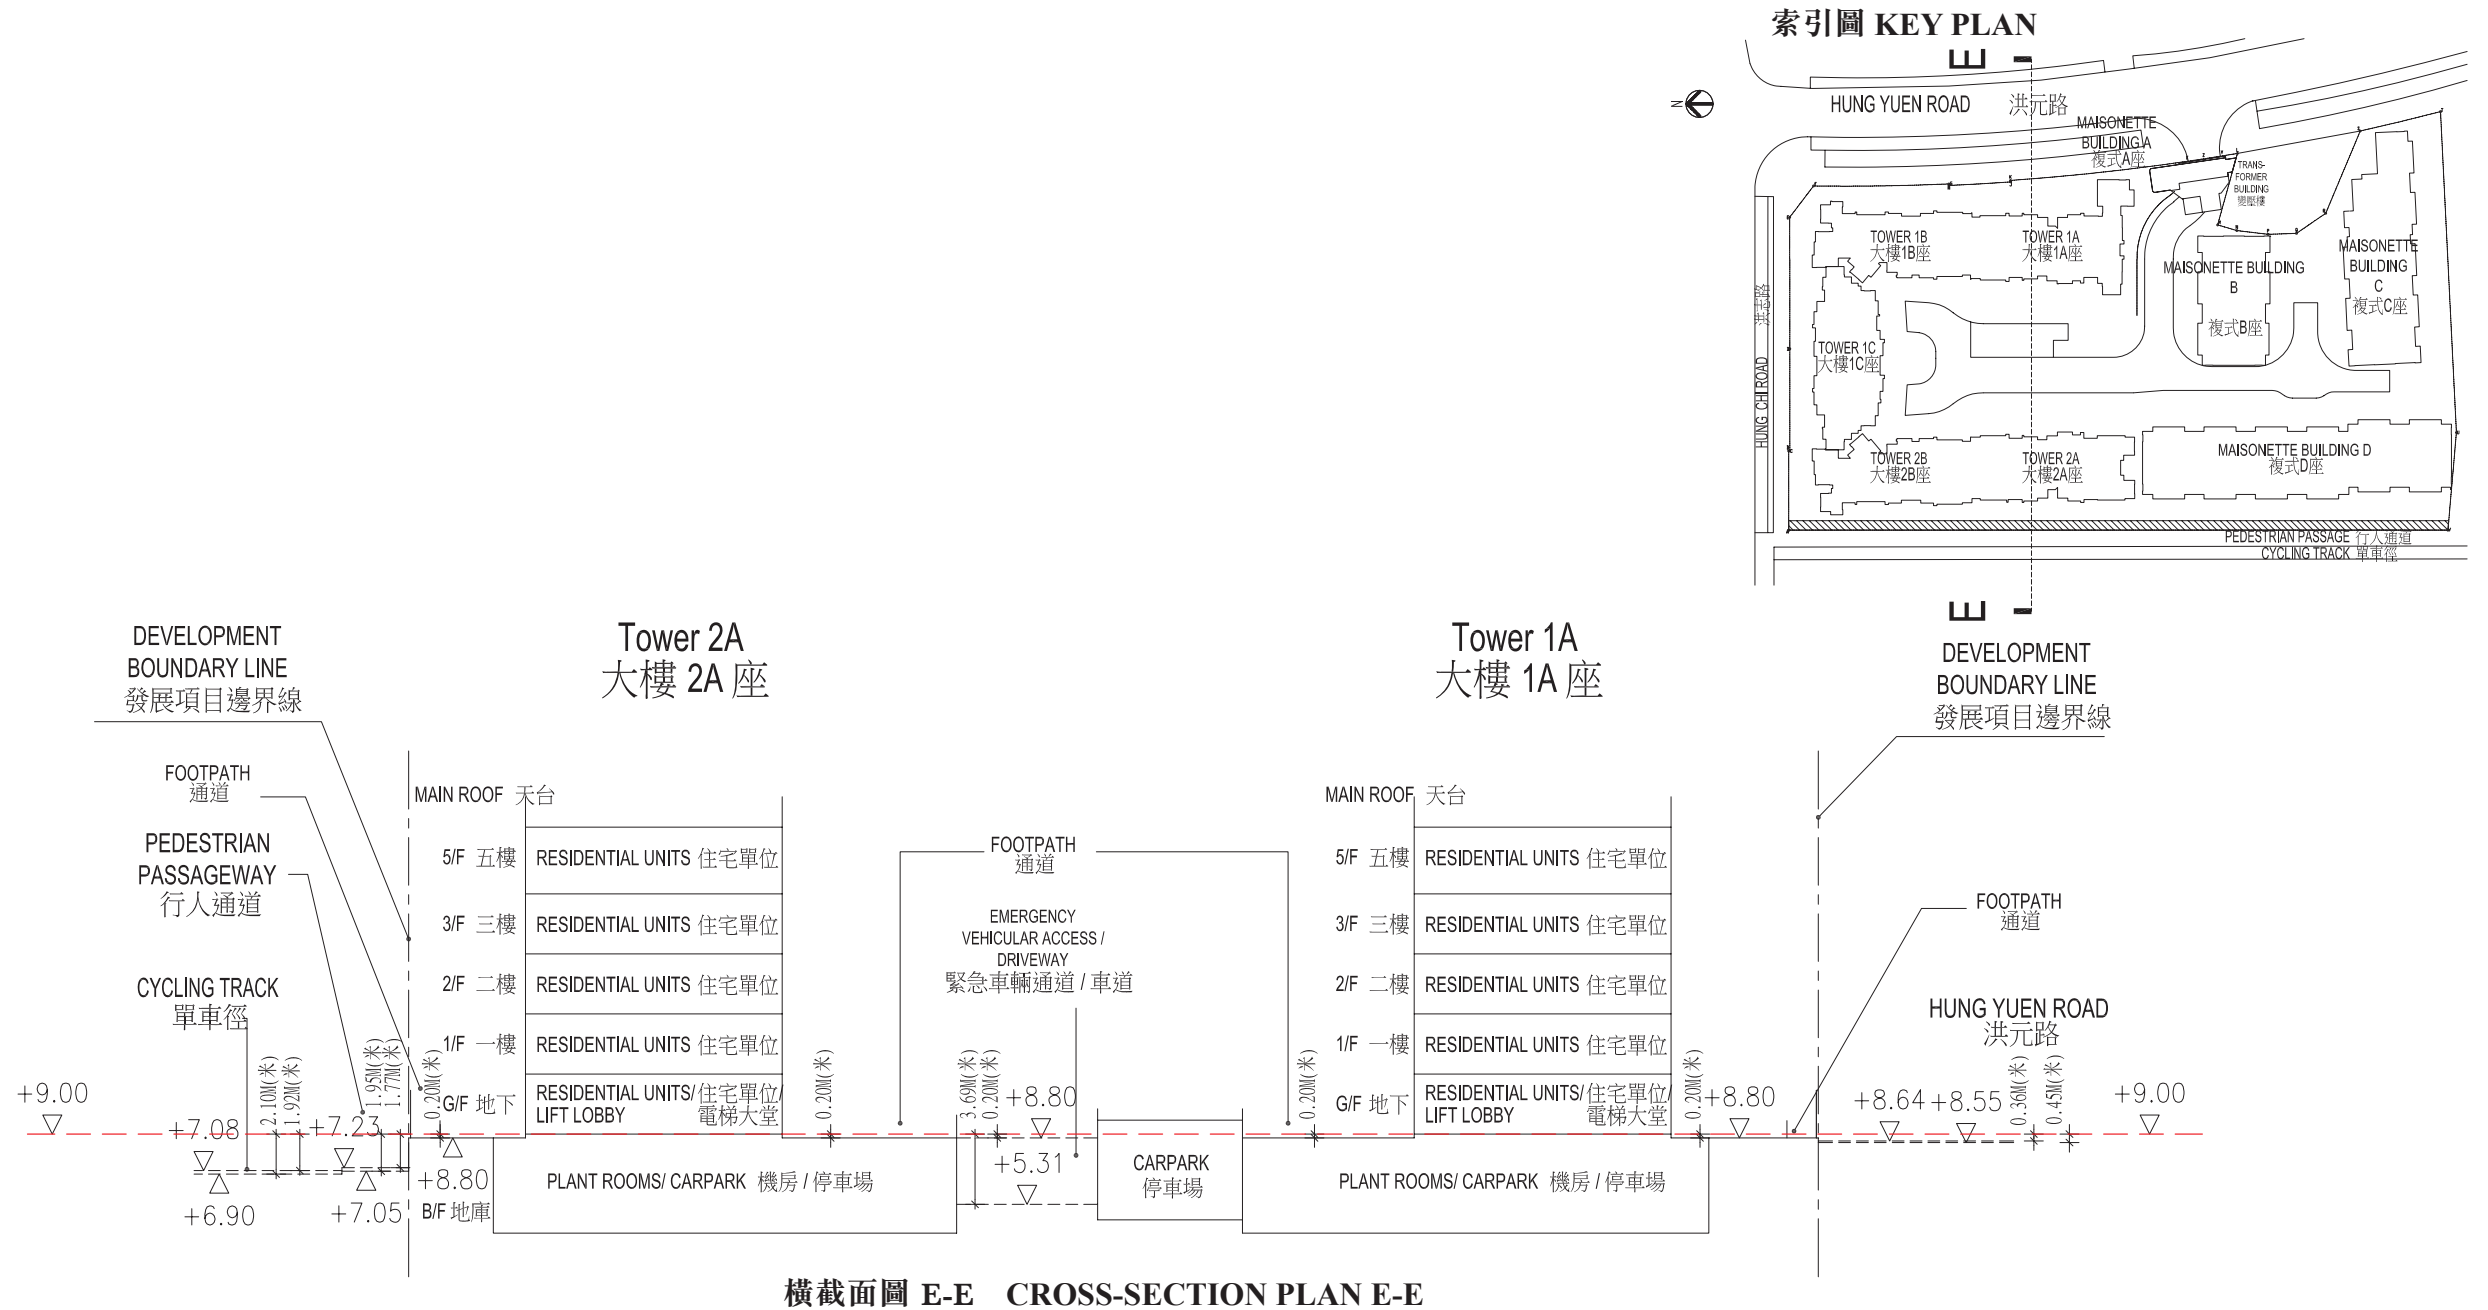 索引圖 KEY PLAN
E
N
HUNG YUEN ROAD 洪元路
MAISONETTE
BUILDING A
複式A座
TRANS-
FORMER
BUILDING
變壓樓
TOWER 1B
大樓1B座
TOWER 1A
大樓1A座
MAISONETTE BUILDING
B
複式B座
MAISONETTE
BUILDING
C
複式C座
洪志路
HUNG CHI ROAD
TOWER 1C
大樓1C座
TOWER 2B
大樓2B座
TOWER 2A
大樓2A座
MAISONETTE BUILDING D
複式D座
PEDESTRIAN PASSAGE 行人通道
CYCLING TRACK 單車徑
E
DEVELOPMENT
BOUNDARY LINE
發展項目邊界線
Tower 2A
大樓 2A 座
Tower 1A
大樓 1A 座
DEVELOPMENT
BOUNDARY LINE
發展項目邊界線
FOOTPATH
通道
PEDESTRIAN
PASSAGEWAY
行人通道
CYCLING TRACK
單車徑
MAIN ROOF 天台
5/F 五樓 RESIDENTIAL UNITS 住宅單位
3/F 三樓 RESIDENTIAL UNITS 住宅單位
2/F 二樓 RESIDENTIAL UNITS 住宅單位
1/F 一樓 RESIDENTIAL UNITS 住宅單位
G/F 地下 RESIDENTIAL UNITS/ 住宅單位/
LIFT LOBBY 電梯大堂
FOOTPATH
通道
EMERGENCY
VEHICULAR ACCESS /
DRIVEWAY
緊急車輛通道 / 車道
MAIN ROOF 天台
5/F 五樓 RESIDENTIAL UNITS 住宅單位
3/F 三樓 RESIDENTIAL UNITS 住宅單位
2/F 二樓 RESIDENTIAL UNITS 住宅單位
1/F 一樓 RESIDENTIAL UNITS 住宅單位
G/F 地下 RESIDENTIAL UNITS/ 住宅單位/
LIFT LOBBY 電梯大堂
FOOTPATH
通道
HUNG YUEN ROAD
洪元路
+9.00
+7.08
2.10M(米)
1.92M(米)
+7.23
1.95M(米)
1.77M(米)
0.20M(米)
0.20M(米)
3.69M(米)
0.20M(米)
+8.80
0.20M(米)
0.20M(米)
+8.80
+8.64
+8.55
0.36M(米)
0.45M(米)
+9.00
+6.90
+7.05
+8.80
B/F 地庫
PLANT ROOMS/ CARPARK 機房 / 停車場
+5.31
CARPARK
停車場
PLANT ROOMS/ CARPARK 機房 / 停車場
橫截面圖 E-E CROSS-SECTION PLAN E-E